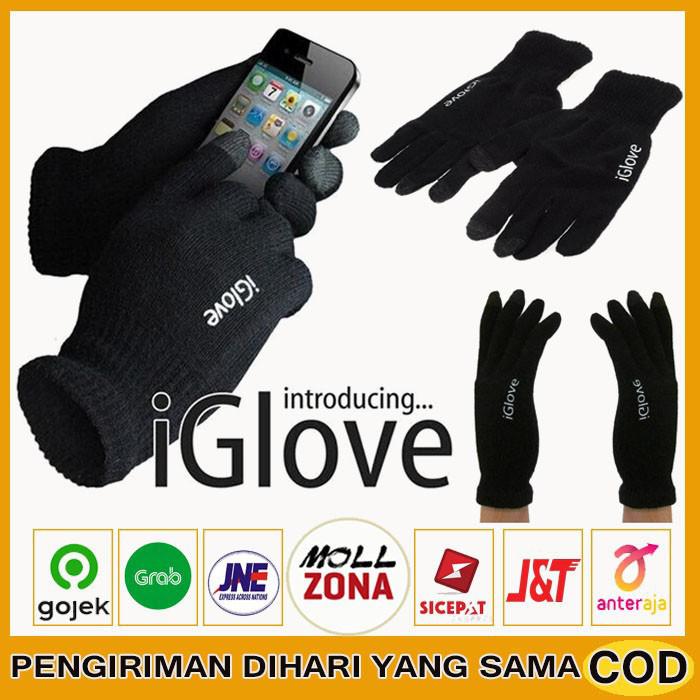 iGlove
iGlove
iGlove
iGlove
iGlove
introducing...
iGlove
gojek
Grab
JNE
EXPRESS ACROSS NATIONS
MOLL
ZONA
SICEPAT
J&T
anteraja
PENGIRIMAN DIHARI YANG SAMA COD